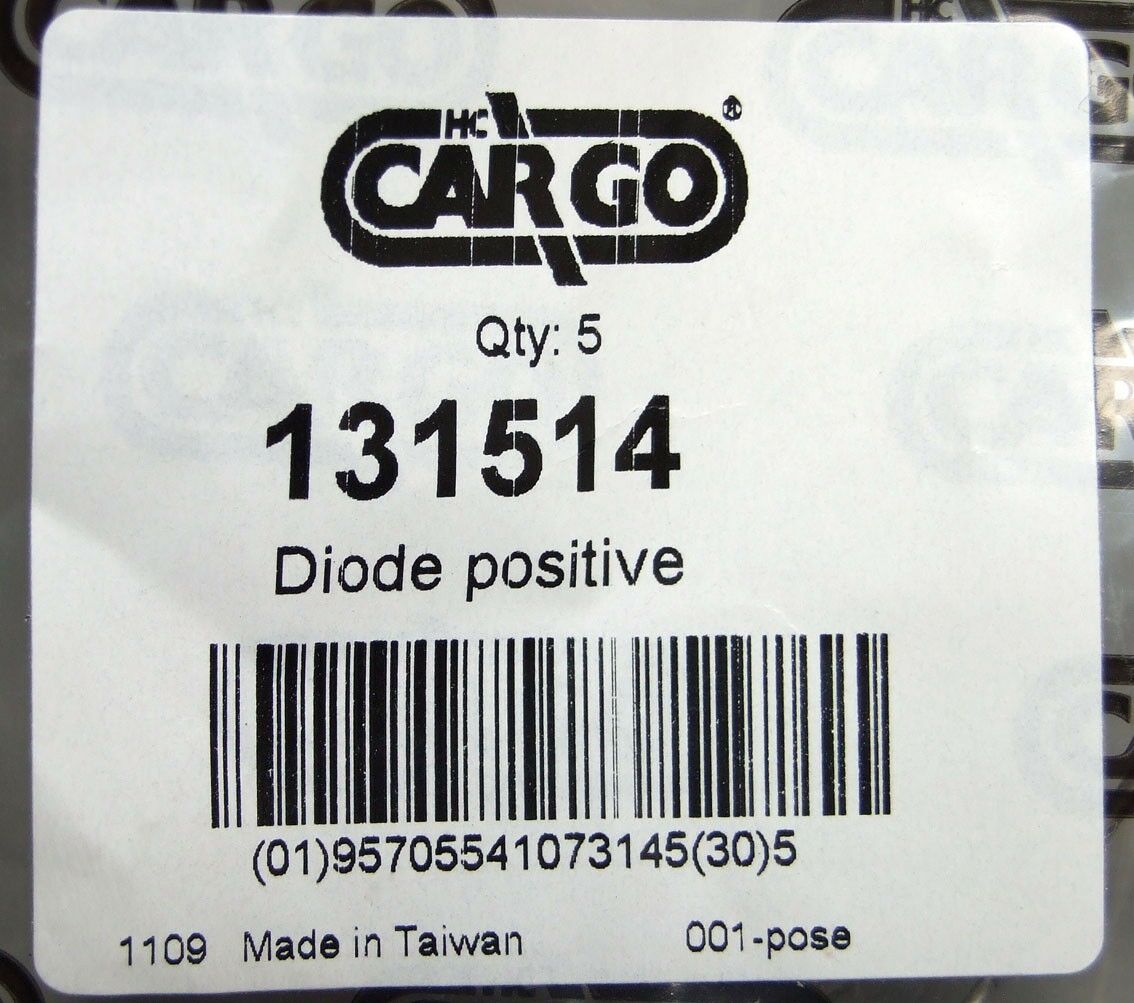 HC
CARGO®
Qty: 5
131514
Diode positive
(01)95705541073145(30)5
1109 Made in Taiwan 001-pose